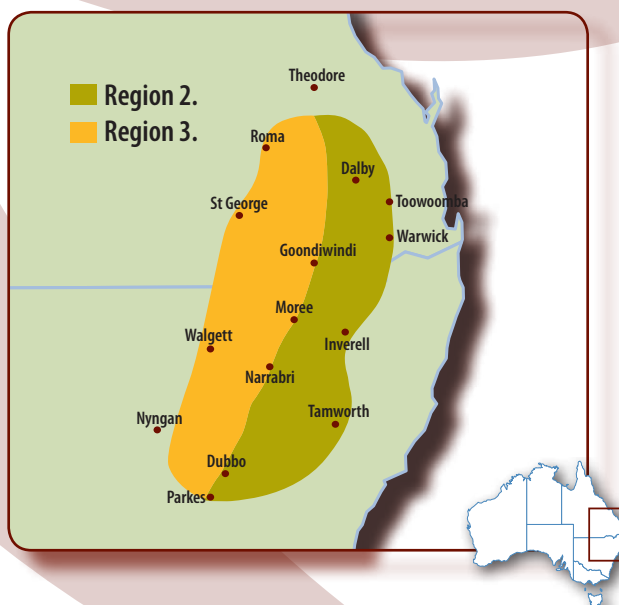 Theodore
Region 2.
Region 3.
Roma
Dalby
St George
Toowoomba
Warwick
Goondiwindi
Moree
Walgett
Inverell
Narrabri
Tamworth
Nyngan
Dubbo
Parkes